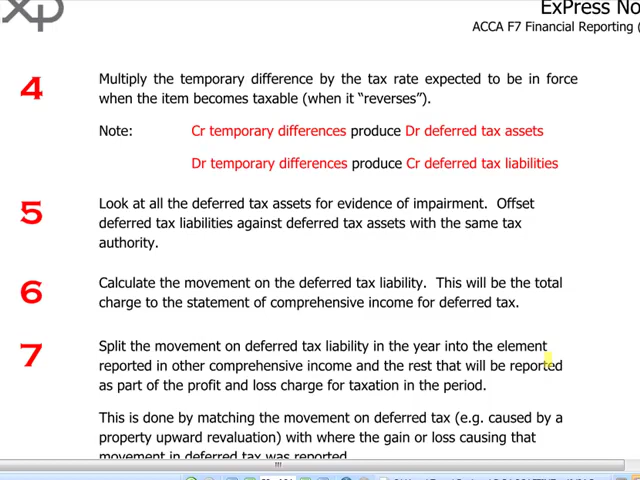 xp
ExPress No
ACCA F7 Financial Reporting (
4
Multiply the temporary difference by the tax rate expected to be in force
when the item becomes taxable (when it “reverses”).
Note: Cr temporary differences produce Dr deferred tax assets
Dr temporary differences produce Cr deferred tax liabilities
5
Look at all the deferred tax assets for evidence of impairment. Offset
deferred tax liabilities against deferred tax assets with the same tax
authority.
6
Calculate the movement on the deferred tax liability. This will be the total
charge to the statement of comprehensive income for deferred tax.
7
Split the movement on deferred tax liability in the year into the element
reported in other comprehensive income and the rest that will be reported
as part of the profit and loss charge for taxation in the period.
This is done by matching the movement on deferred tax (e.g. caused by a
property upward revaluation) with where the gain or loss causing that
movement in deferred tax was reported